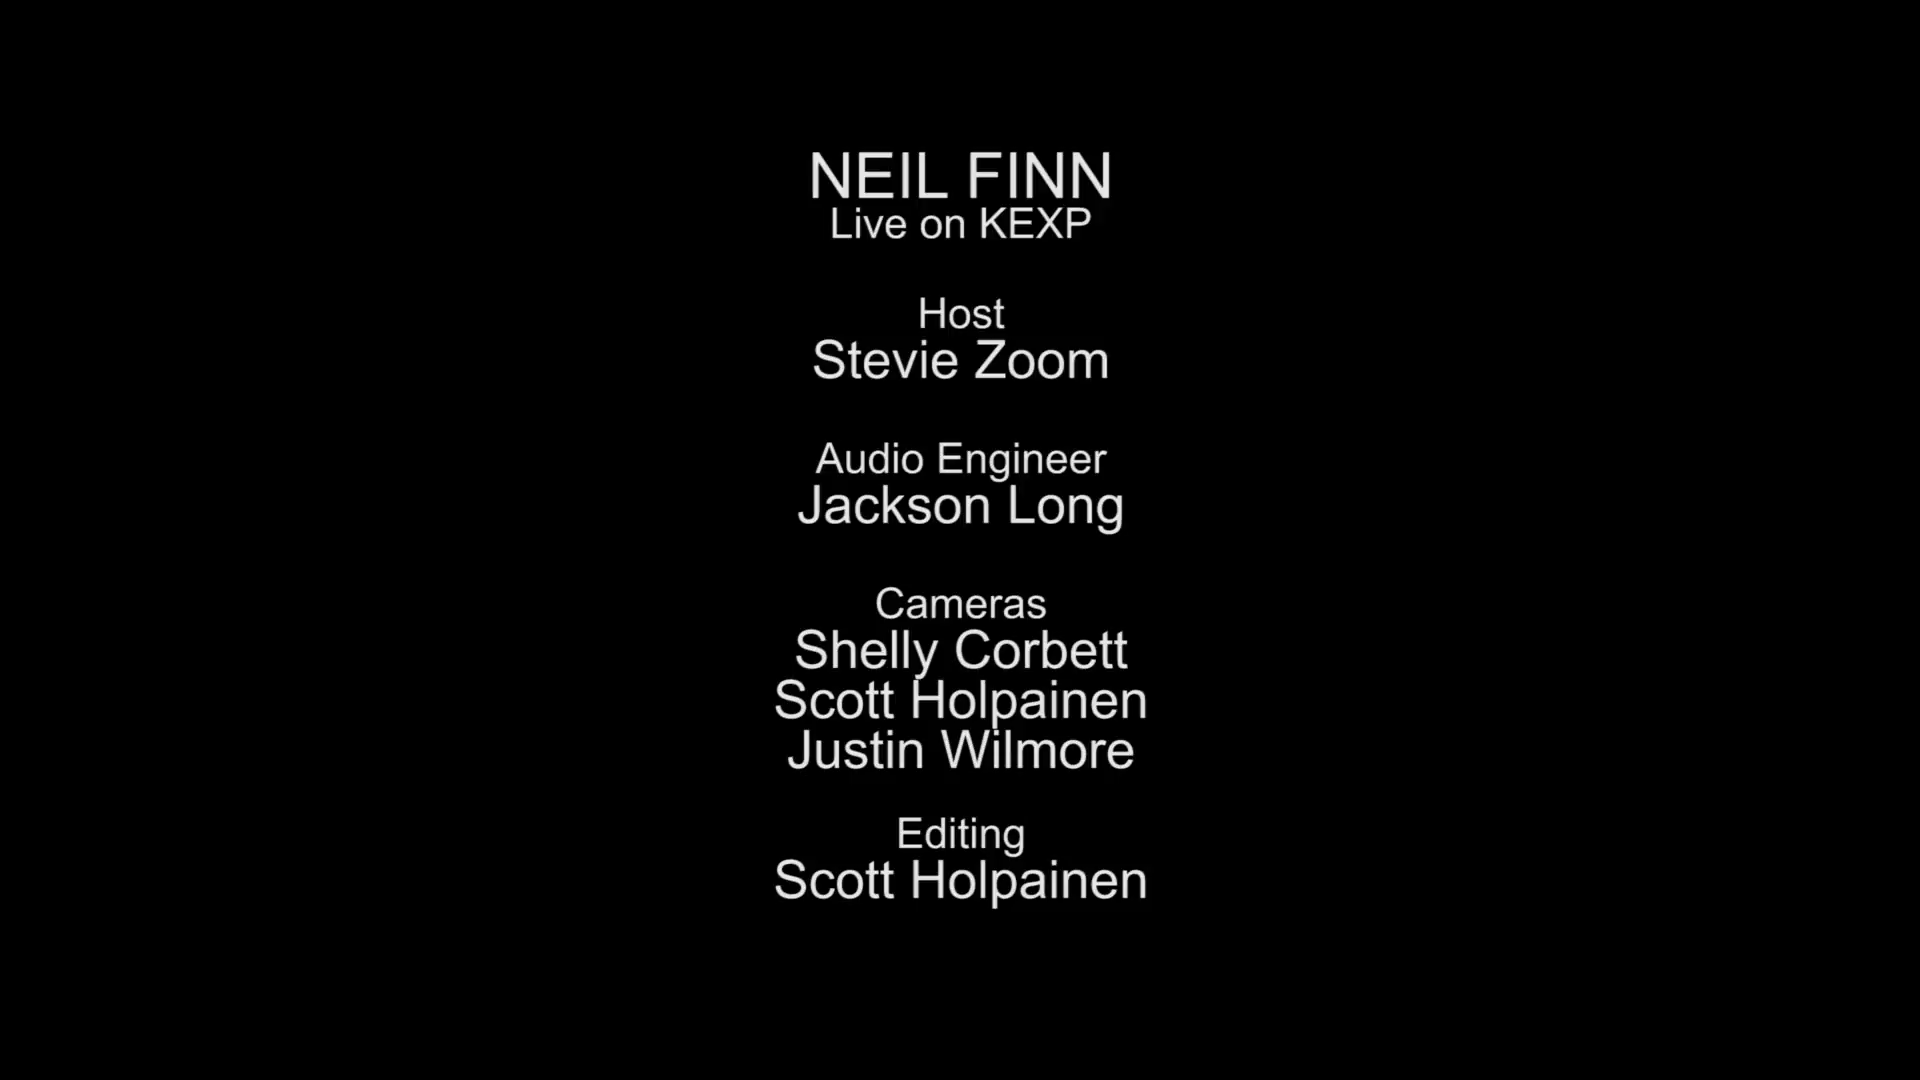 NEIL FINN
Live on KEXP
Host
Stevie Zoom
Audio Engineer
Jackson Long
Cameras
Shelly Corbett
Scott Holpainen
Justin Wilmore
Editing
Scott Holpainen